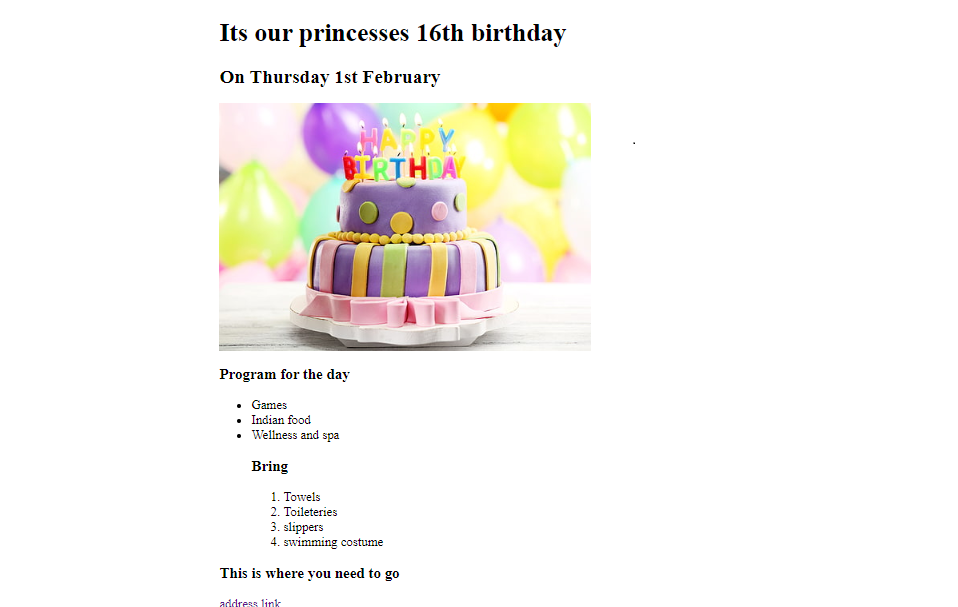 Its our princesses 16th birthday
On Thursday 1st February
HAPPY
BIRTHDAY
Program for the day
Games
Indian food
Wellness and spa
Bring
1. Towels
2. Toileteries
3. slippers
4. swimming costume
This is where you need to go
address link